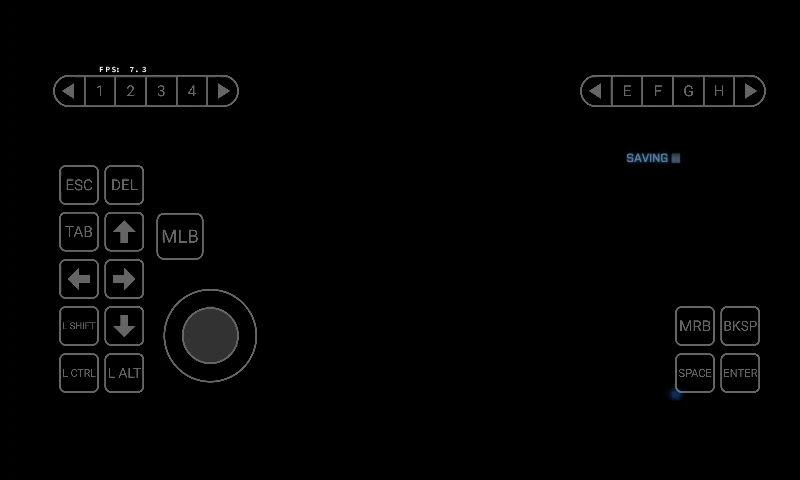 FPS: 7.3
1 2 3 4
E F G H
SAVING
ESC DEL
TAB
MLB
L SHIFT
MRB BKSP
L CTRL L ALT
SPACE ENTER